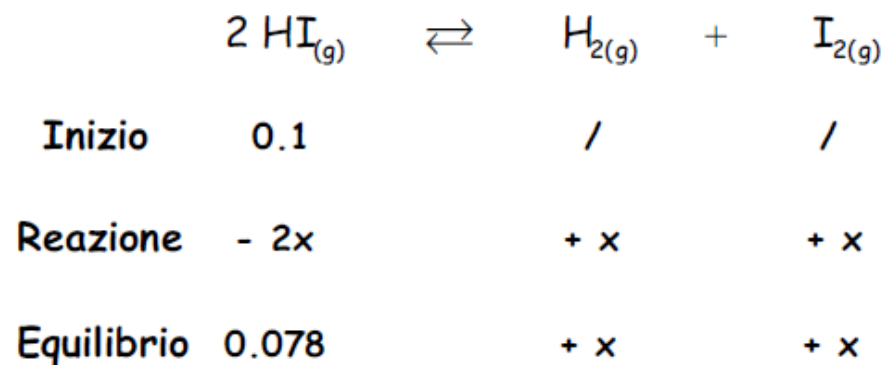 2 HI(g) ⇄ H2(g) + I2(g)
Inizio 0.1 / /
Reazione - 2x + x + x
Equilibrio 0.078 + x + x